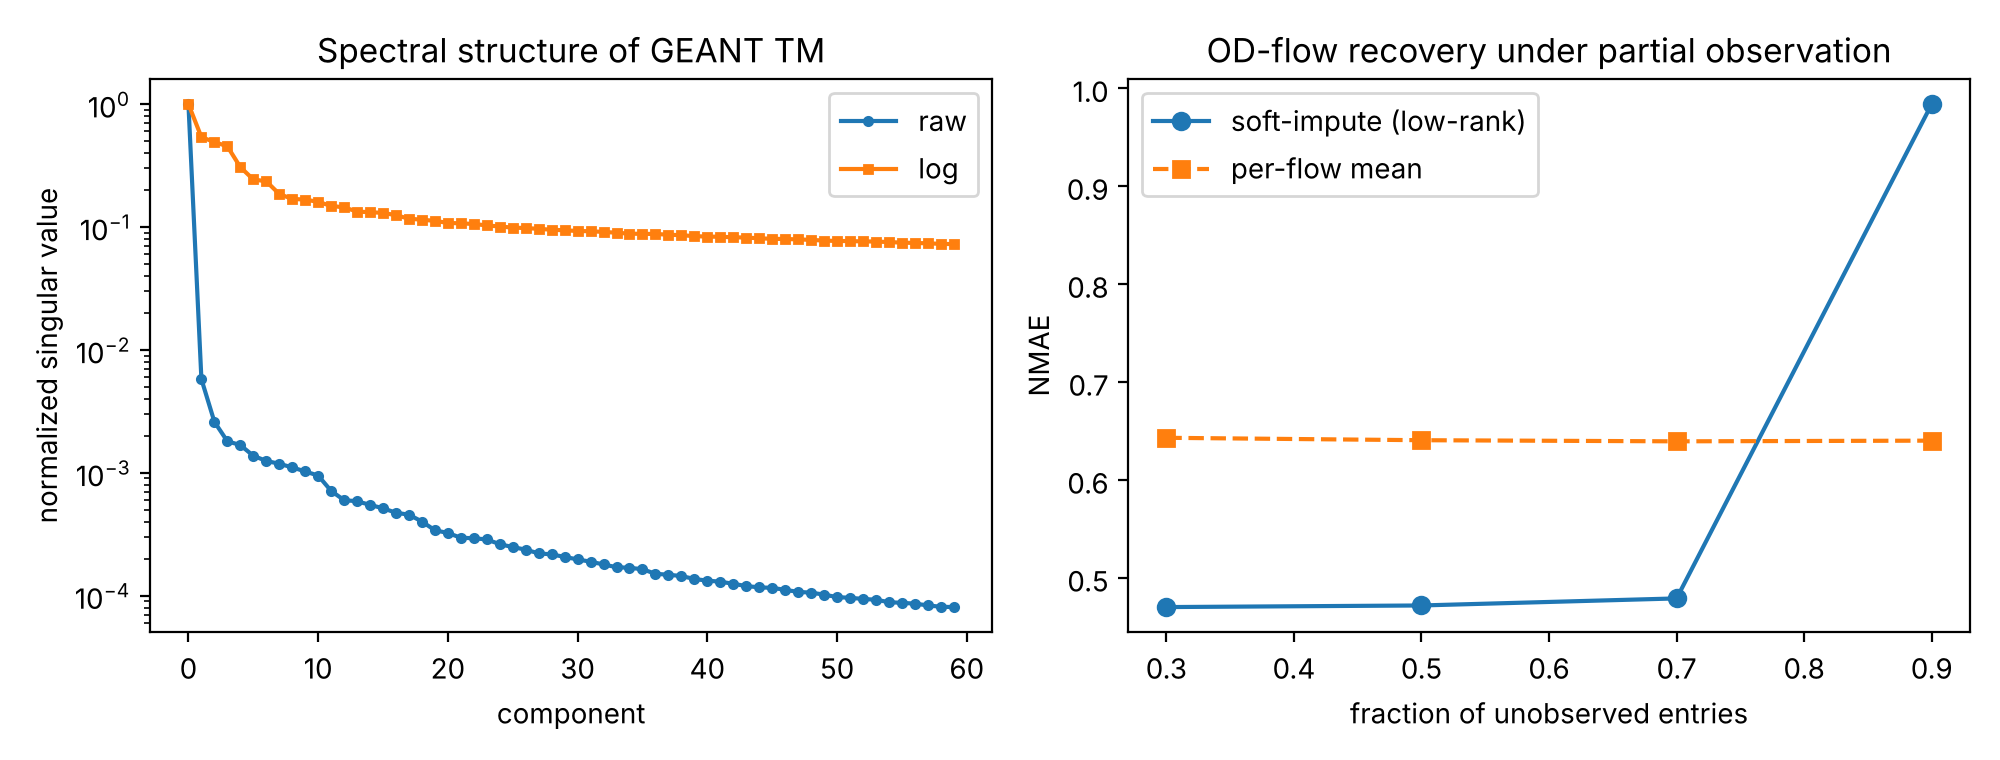 Spectral structure of GEANT TM
10⁰
10⁻¹
10⁻²
10⁻³
10⁻⁴
normalized singular value
raw
log
0 10 20 30 40 50 60
component
OD-flow recovery under partial observation
1.0
0.9
0.8
0.7
0.6
0.5
NMAE
soft-impute (low-rank)
per-flow mean
0.3 0.4 0.5 0.6 0.7 0.8 0.9
fraction of unobserved entries